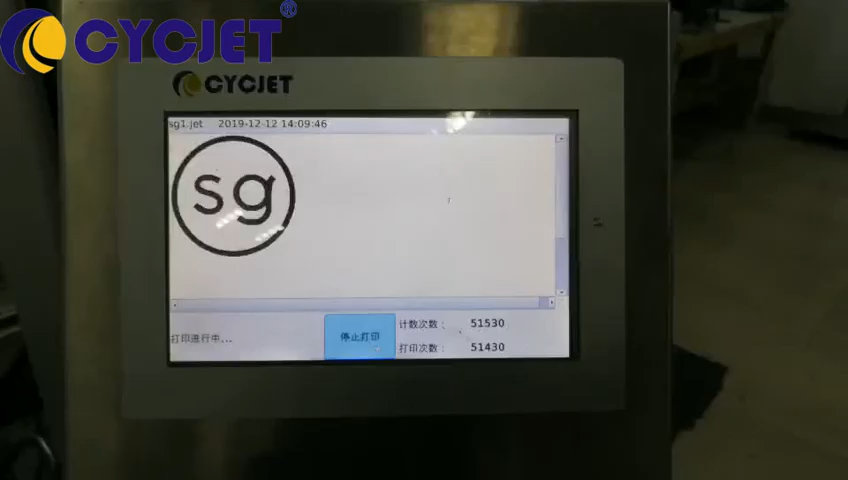 CYCJET®
CYCJET
sg1.jet 2019-12-12 14:09:46
sg
计数次数： 51530
打印进行中... 停止打印
打印次数： 51430